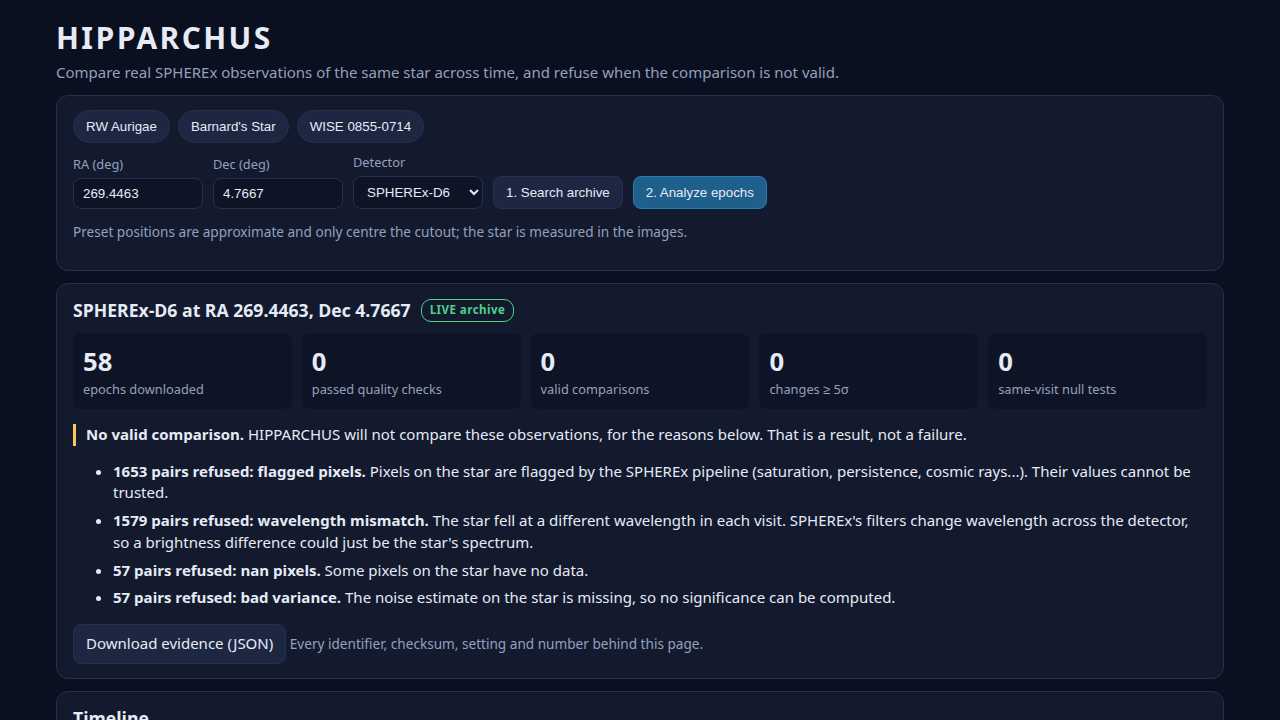 HIPPARCHUS
Compare real SPHEREx observations of the same star across time, and refuse when the comparison is not valid.
RW Aurigae Barnard's Star WISE 0855-0714
RA (deg) Dec (deg) Detector
269.4463 4.7667 SPHEREx-D6 1. Search archive 2. Analyze epochs
Preset positions are approximate and only centre the cutout; the star is measured in the images.
SPHEREx-D6 at RA 269.4463, Dec 4.7667 LIVE archive
58 0 0 0 0
epochs downloaded passed quality checks valid comparisons changes ≥ 5σ same-visit null tests
No valid comparison. HIPPARCHUS will not compare these observations, for the reasons below. That is a result, not a failure.
• 1653 pairs refused: flagged pixels. Pixels on the star are flagged by the SPHEREx pipeline (saturation, persistence, cosmic rays…). Their values cannot be
trusted.
• 1579 pairs refused: wavelength mismatch. The star fell at a different wavelength in each visit. SPHEREx's filters change wavelength across the detector,
so a brightness difference could just be the star's spectrum.
• 57 pairs refused: nan pixels. Some pixels on the star have no data.
• 57 pairs refused: bad variance. The noise estimate on the star is missing, so no significance can be computed.
Download evidence (JSON) Every identifier, checksum, setting and number behind this page.
Timeline